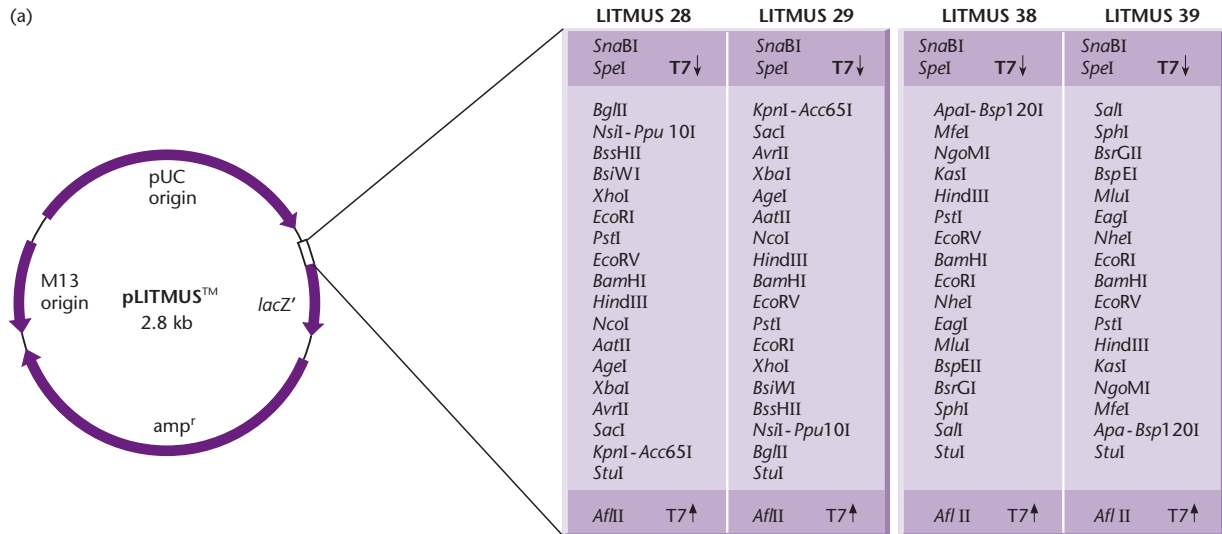 (a)
pUC
origin
M13
origin
pLITMUS™
2.8 kb
lacZ'
ampʳ
LITMUS 28
SnaBI
SpeI T7↓
BglII
NsiI-Ppu 10I
BssHII
BsiWI
XhoI
EcoRI
PstI
EcoRV
BamHI
HindIII
NcoI
AatII
AgeI
XbaI
AvrII
SacI
KpnI-Acc65I
StuI
AflII T7↑
LITMUS 29
SnaBI
SpeI T7↓
KpnI-Acc65I
SacI
AvrII
XbaI
AgeI
AatII
NcoI
HindIII
BamHI
EcoRV
PstI
EcoRI
XhoI
BsiWI
BssHII
NsiI-Ppu10I
BglII
StuI
AflII T7↑
LITMUS 38
SnaBI
SpeI T7↓
ApaI-Bsp120I
MfeI
NgoMI
KasI
HindIII
PstI
EcoRV
BamHI
EcoRI
NheI
EagI
MluI
BspEII
BsrGI
SphI
SalI
StuI
Afl II T7↑
LITMUS 39
SnaBI
SpeI T7↓
SalI
SphI
BsrGII
BspEI
MluI
EagI
NheI
EcoRI
BamHI
EcoRV
PstI
HindIII
KasI
NgoMI
MfeI
Apa-Bsp120I
StuI
Afl II T7↑